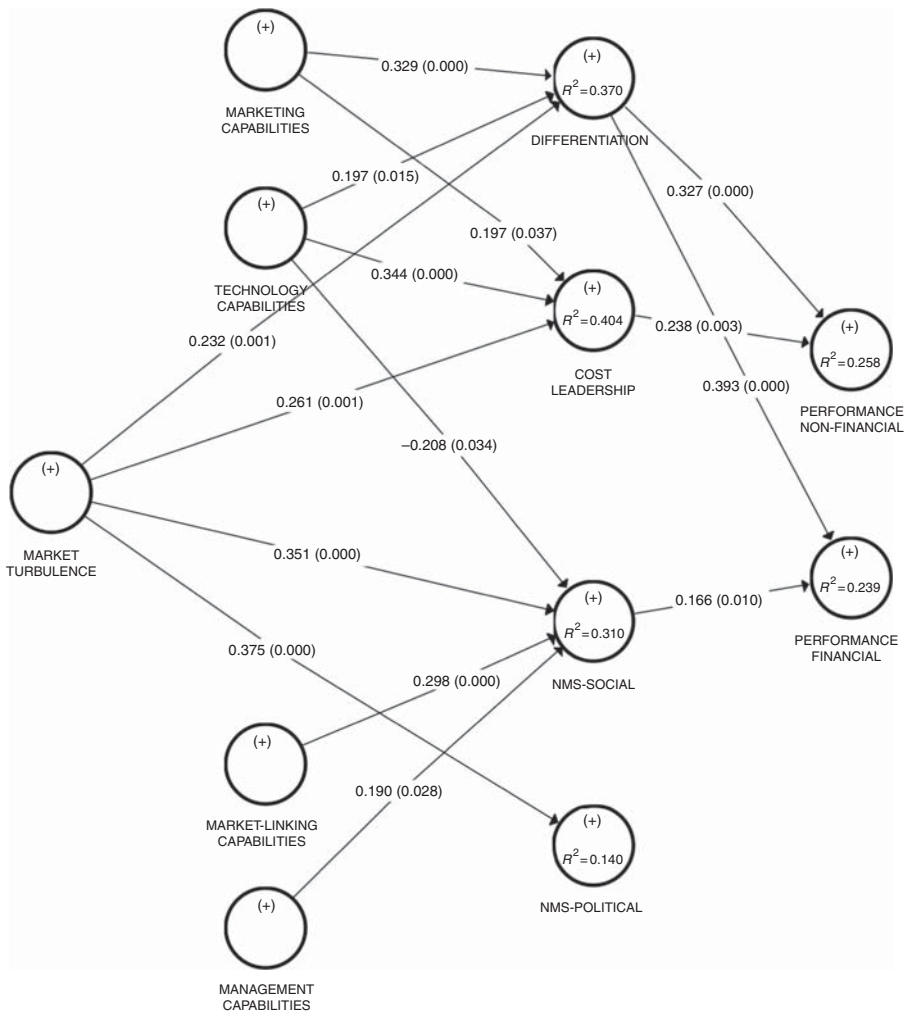 (+)
MARKETING
CAPABILITIES
0.329 (0.000)
(+)
R² = 0.370
DIFFERENTIATION
0.197 (0.015)
0.327 (0.000)
(+)
TECHNOLOGY
CAPABILITIES
0.197 (0.037)
0.344 (0.000)
(+)
R² = 0.404
COST
LEADERSHIP
0.238 (0.003)
(+)
R² = 0.258
PERFORMANCE
NON-FINANCIAL
0.232 (0.001)
0.393 (0.000)
0.261 (0.001)
–0.208 (0.034)
(+)
MARKET
TURBULENCE
0.351 (0.000)
(+)
R² = 0.310
NMS-SOCIAL
0.166 (0.010)
(+)
R² = 0.239
PERFORMANCE
FINANCIAL
0.375 (0.000)
0.298 (0.000)
(+)
MARKET-LINKING
CAPABILITIES
0.190 (0.028)
(+)
R² = 0.140
NMS-POLITICAL
(+)
MANAGEMENT
CAPABILITIES